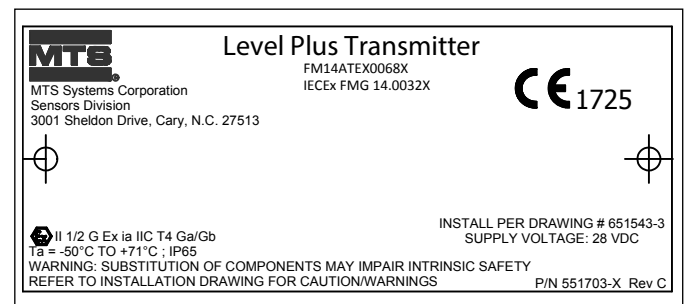 MTS
®
Level Plus Transmitter
FM14ATEX0068X
IECEx FMG 14.0032X
CE 1725
MTS Systems Corporation
Sensors Division
3001 Sheldon Drive, Cary, N.C. 27513
INSTALL PER DRAWING # 651543-3
SUPPLY VOLTAGE: 28 VDC
Ex II 1/2 G Ex ia IIC T4 Ga/Gb
Ta = -50°C TO +71°C ; IP65
WARNING: SUBSTITUTION OF COMPONENTS MAY IMPAIR INTRINSIC SAFETY
REFER TO INSTALLATION DRAWING FOR CAUTION/WARNINGS
P/N 551703-X Rev C